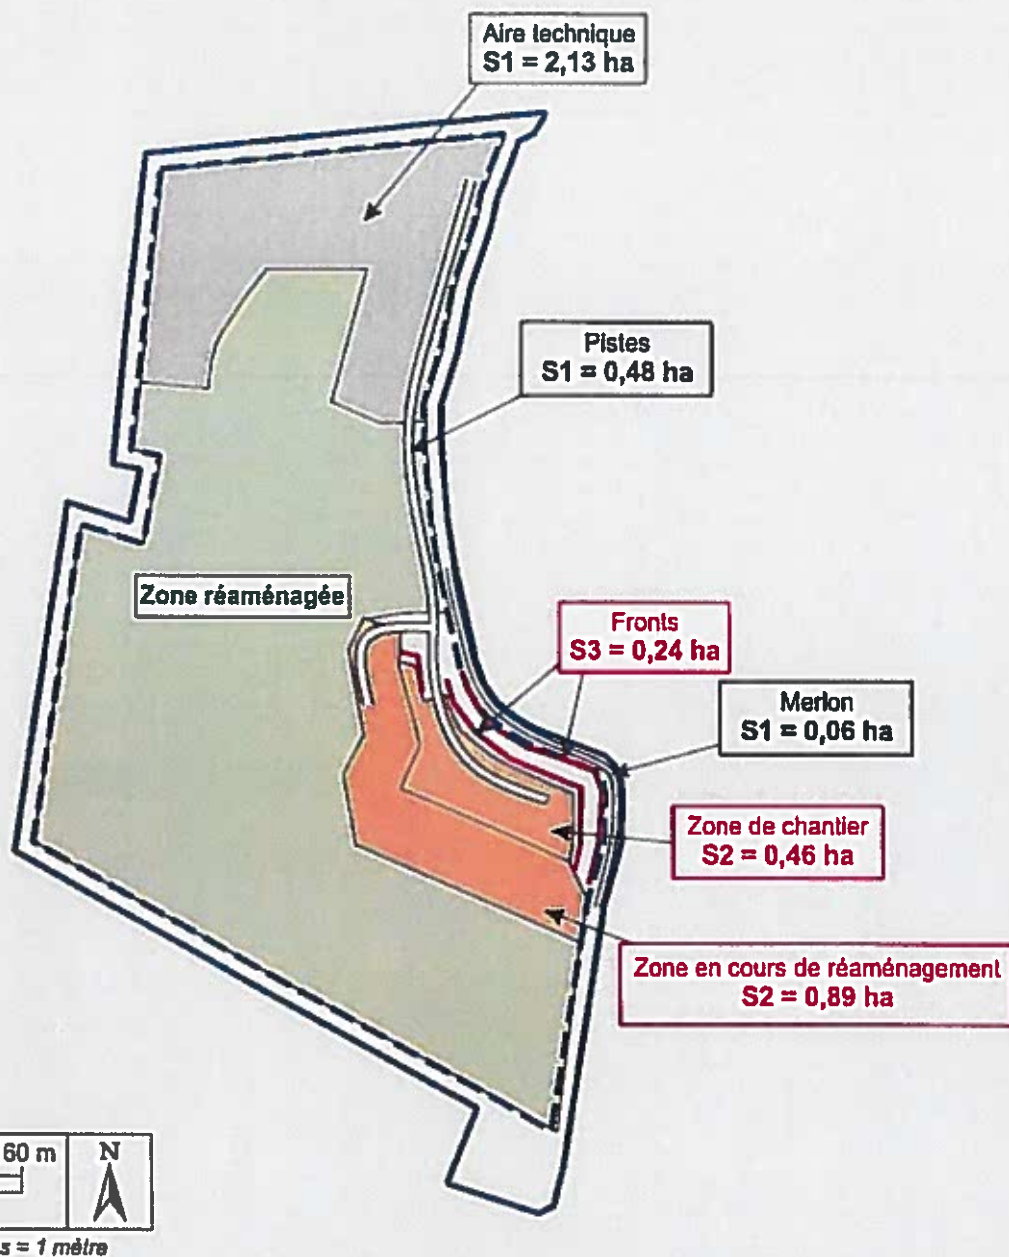 Aire technique
S1 = 2,13 ha
Pistes
S1 = 0,48 ha
Zone réaménagée
Fronts
S3 = 0,24 ha
Merlon
S1 = 0,06 ha
Zone de chantier
S2 = 0,46 ha
Zone en cours de réaménagement
S2 = 0,89 ha
60 m
N
s = 1 mètre